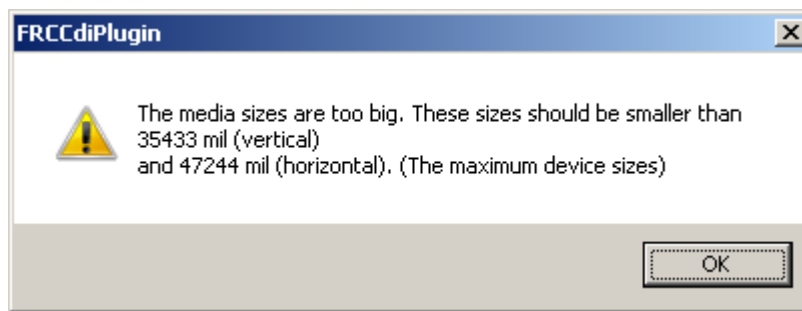 FRCCdiPlugin
The media sizes are too big. These sizes should be smaller than
35433 mil (vertical)
and 47244 mil (horizontal). (The maximum device sizes)
OK